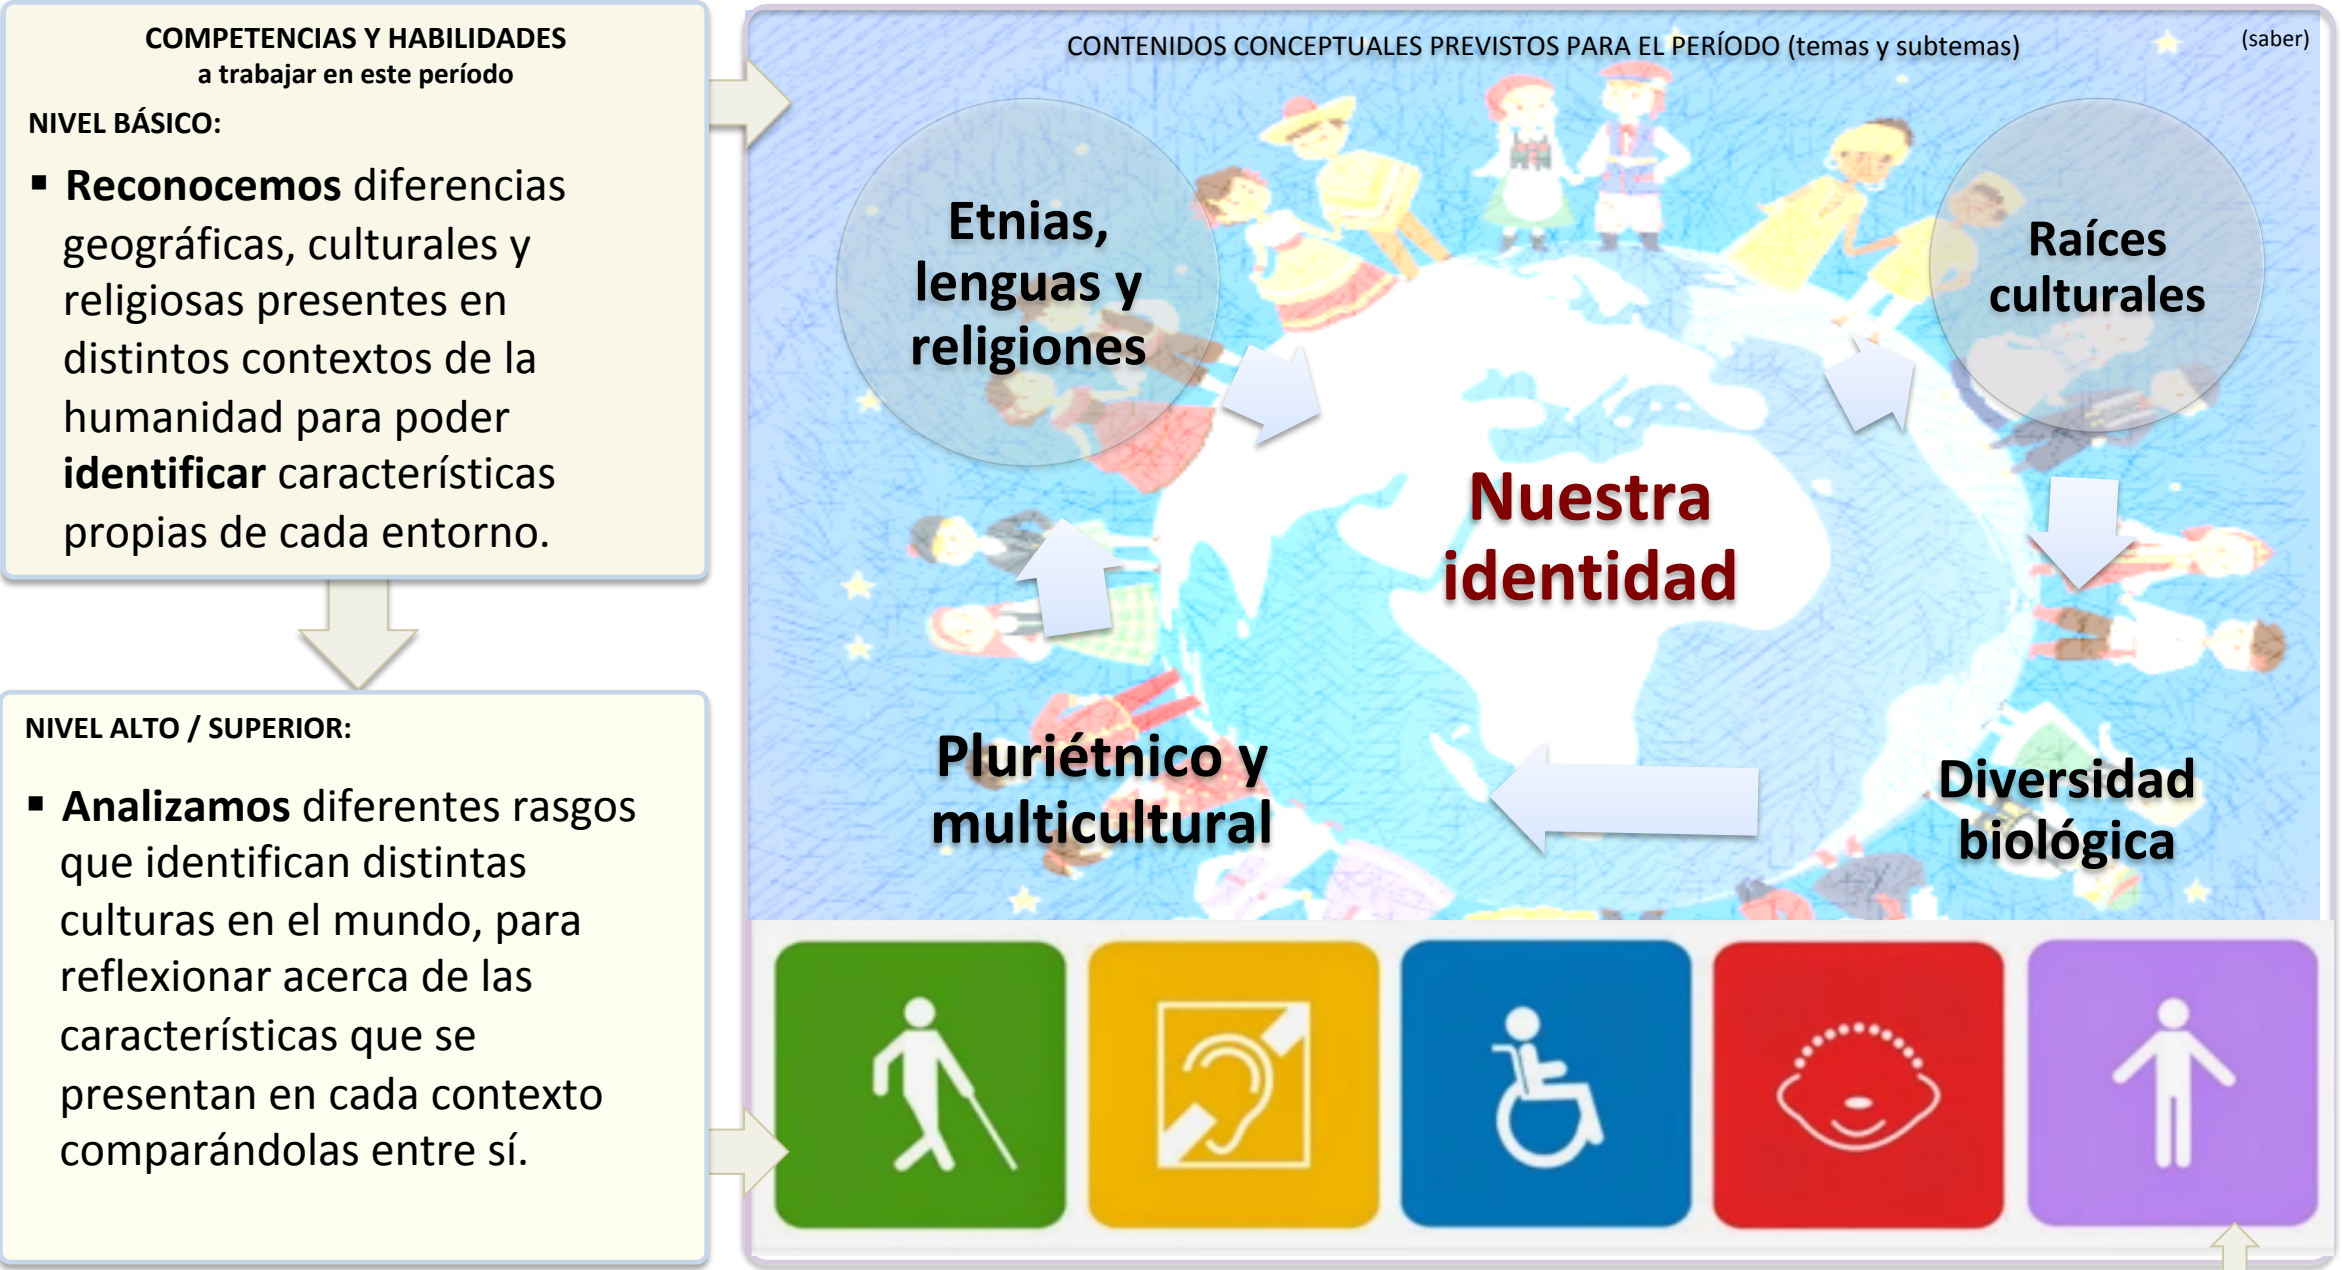 COMPETENCIAS Y HABILIDADES
a trabajar en este período
NIVEL BÁSICO:
▪ Reconocemos diferencias
geográficas, culturales y
religiosas presentes en
distintos contextos de la
humanidad para poder
identificar características
propias de cada entorno.
NIVEL ALTO / SUPERIOR:
▪ Analizamos diferentes rasgos
que identifican distintas
culturas en el mundo, para
reflexionar acerca de las
características que se
presentan en cada contexto
comparándolas entre sí.
CONTENIDOS CONCEPTUALES PREVISTOS PARA EL PERÍODO (temas y subtemas)
(saber)
Etnias,
lenguas y
religiones
Raíces
culturales
Nuestra
identidad
Pluriétnico y
multicultural
Diversidad
biológica